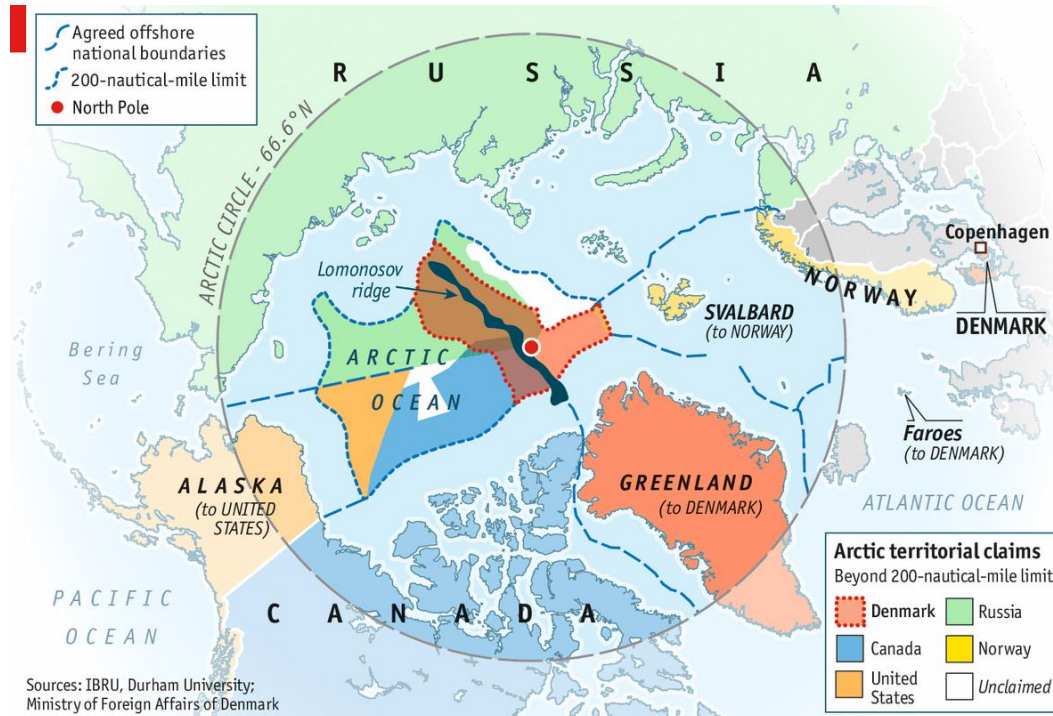 Agreed offshore
national boundaries
200-nautical-mile limit
North Pole
R U S S I A
ARCTIC CIRCLE - 66.6°N
Lomonosov
ridge
Copenhagen
NORWAY
DENMARK
SVALBARD
(to NORWAY)
Bering
Sea
ARCTIC
OCEAN
Faroes
(to DENMARK)
ALASKA
(to UNITED
STATES)
GREENLAND
(to DENMARK)
ATLANTIC OCEAN
PACIFIC
OCEAN
C A N A D A
Arctic territorial claims
Beyond 200-nautical-mile limit
Denmark
Russia
Canada
Norway
United
States
Unclaimed
Sources: IBRU, Durham University;
Ministry of Foreign Affairs of Denmark